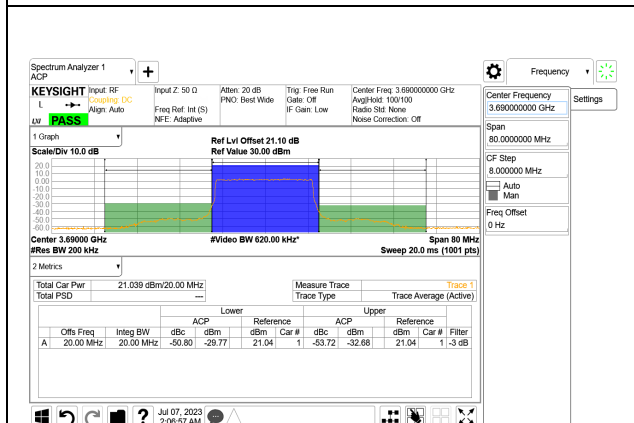 Spectrum Analyzer 1
ACP
Frequency
KEYSIGHT
L
LXI
PASS
Input: RF
Coupling: DC
Align: Auto
Input Z: 50 Ω
Freq Ref: Int (S)
NFE: Adaptive
Atten: 20 dB
PNO: Best Wide
Trig: Free Run
Gate: Off
IF Gain: Low
Center Freq: 3.690000000 GHz
Avg|Hold: 100/100
Radio Std: None
Noise Correction: Off
Center Frequency
3.690000000 GHz
Settings
Span
80.0000000 MHz
CF Step
8.000000 MHz
Auto
Man
Freq Offset
0 Hz
1 Graph
Scale/Div 10.0 dB
Ref Lvl Offset 21.10 dB
Ref Value 30.00 dBm
20.0
10.0
0.00
-10.0
-20.0
-30.0
-40.0
-50.0
-60.0
Center 3.69000 GHz #Video BW 620.00 kHz* Span 80 MHz
#Res BW 200 kHz Sweep 20.0 ms (1001 pts)
2 Metrics
Total Car Pwr 21.039 dBm/20.00 MHz Measure Trace Trace 1
Total PSD --- Trace Type Trace Average (Active)
Lower Upper
ACP Reference ACP Reference
Offs Freq Integ BW dBc dBm dBm Car # dBc dBm dBm Car # Filter
A 20.00 MHz 20.00 MHz -50.80 -29.77 21.04 1 -53.72 -32.68 21.04 1 -3 dB
Jul 07, 2023
2:06:57 AM